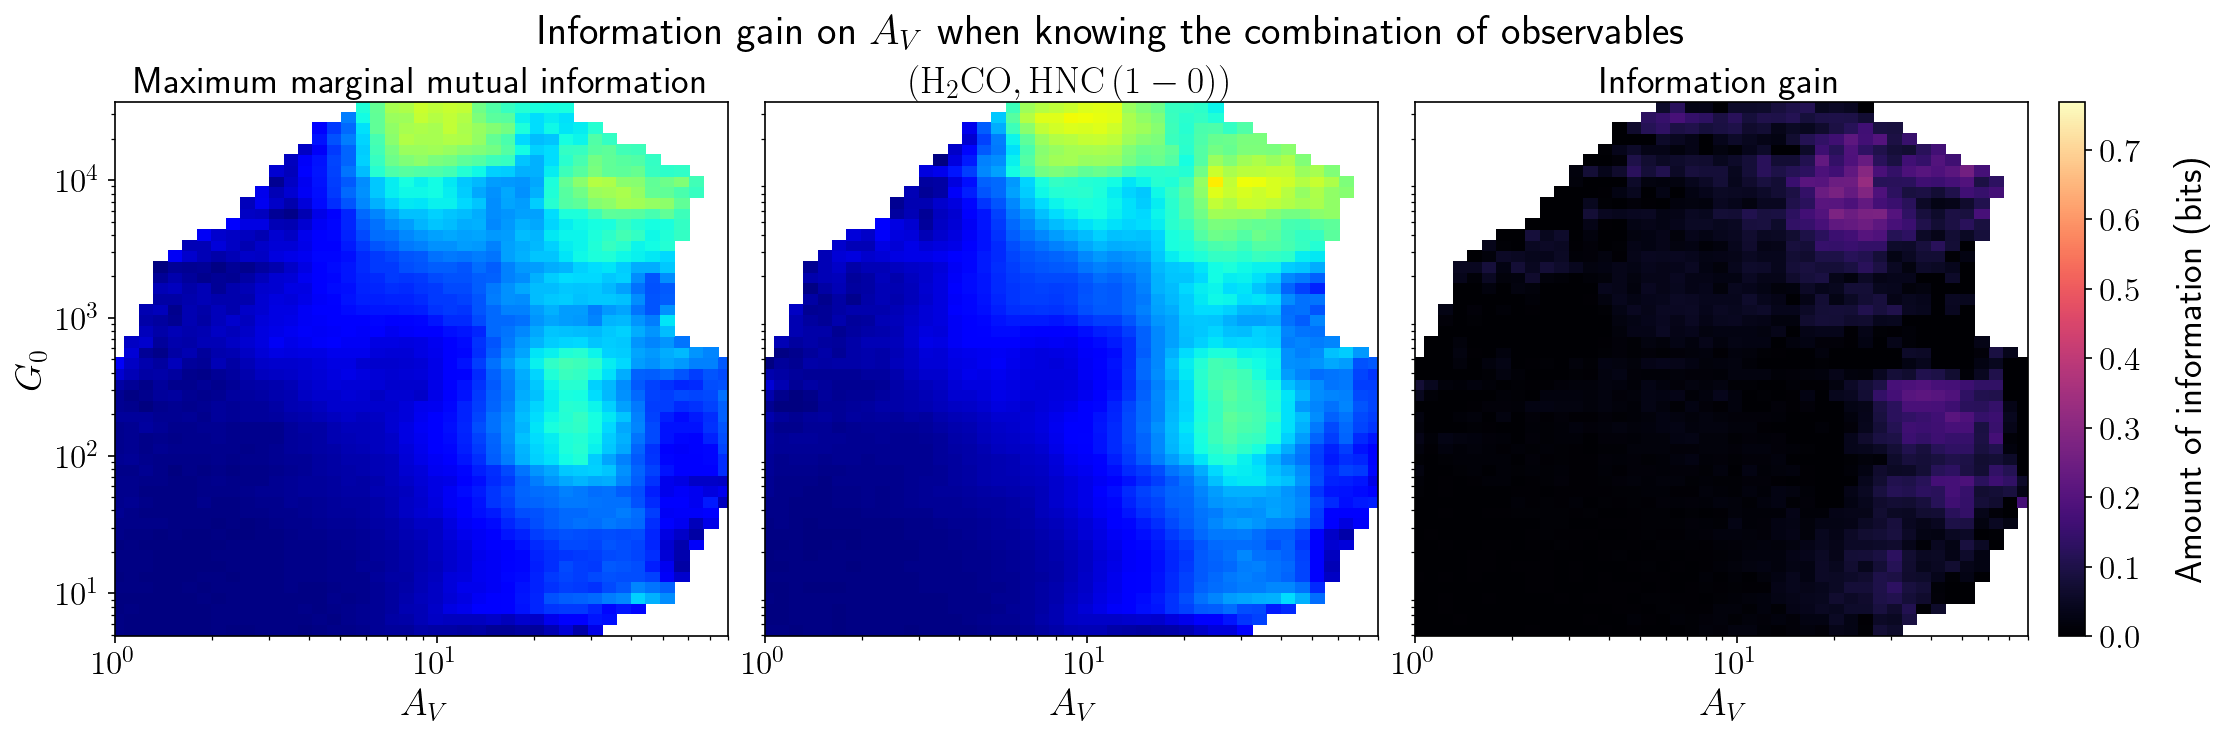 Information gain on A_V when knowing the combination of observables
Maximum marginal mutual information
(H₂CO, HNC (1 − 0))
Information gain
G₀
10⁴
10³
10²
10¹
10⁰
10¹
A_V
10⁰
10¹
A_V
10⁰
10¹
A_V
0.7
0.6
0.5
0.4
0.3
0.2
0.1
0.0
Amount of information (bits)